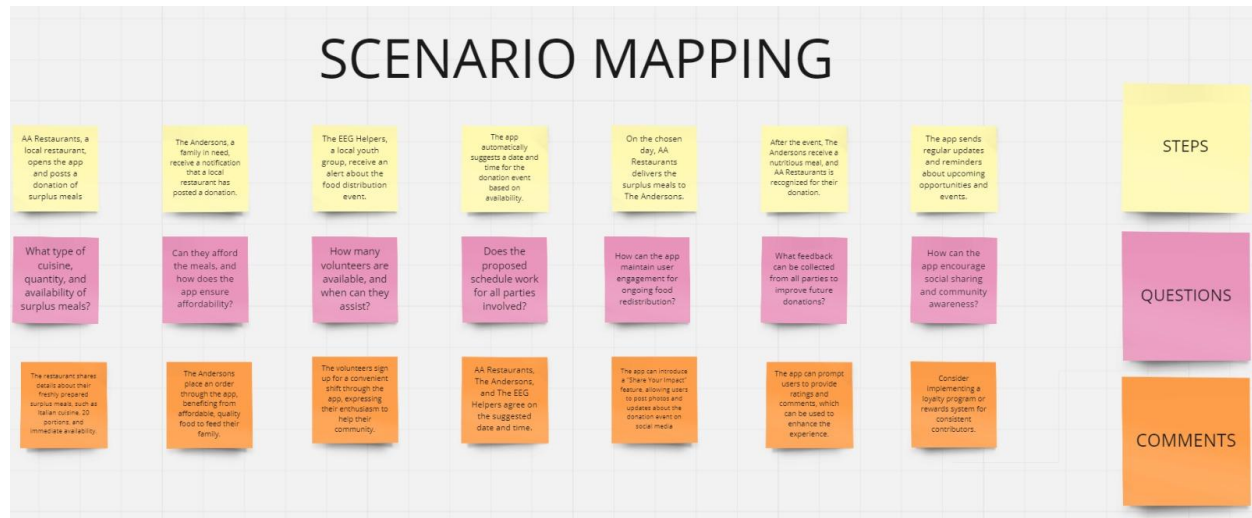 SCENARIO MAPPING
AA Restaurants, a
local restaurant,
opens the app
and posts a
donation of
surplus meals
The Andersons, a
family in need,
receive a notification
that a local
restaurant has
posted a donation.
The EEG Helpers,
a local youth
group, receive an
alert about the
food distribution
event.
The app
automatically
suggests a date and
time for the
donation event
based on
availability.
On the chosen
day, AA
Restaurants
delivers the
surplus meals to
The Andersons.
After the event, The
Andersons receive a
nutritious meal, and
AA Restaurants is
recognized for their
donation.
The app sends
regular updates
and reminders
about upcoming
opportunities and
events.
STEPS
What type of
cuisine,
quantity, and
availability of
surplus meals?
Can they afford
the meals, and
how does the
app ensure
affordability?
How many
volunteers are
available, and
when can they
assist?
Does the
proposed
schedule work
for all parties
involved?
How can the app
maintain user
engagement for
ongoing food
redistribution?
What feedback
can be collected
from all parties to
improve future
donations?
How can the
app encourage
social sharing
and community
awareness?
QUESTIONS
The restaurant shares
details about their
freshly prepared
surplus meals, such as
Italian cuisine, 20
portions, and
immediate availability.
The Andersons
place an order
through the app,
benefiting from
affordable, quality
food to feed their
family.
The volunteers sign
up for a convenient
shift through the
app, expressing
their enthusiasm to
help their
community.
AA Restaurants,
The Andersons,
and The EEG
Helpers agree on
the suggested
date and time.
The app can introduce
a "Share Your Impact"
feature, allowing users
to post photos and
updates about the
donation event on
social media
The app can prompt
users to provide
ratings and
comments, which
can be used to
enhance the
experience.
Consider
implementing a
loyalty program or
rewards system for
consistent
contributors.
COMMENTS